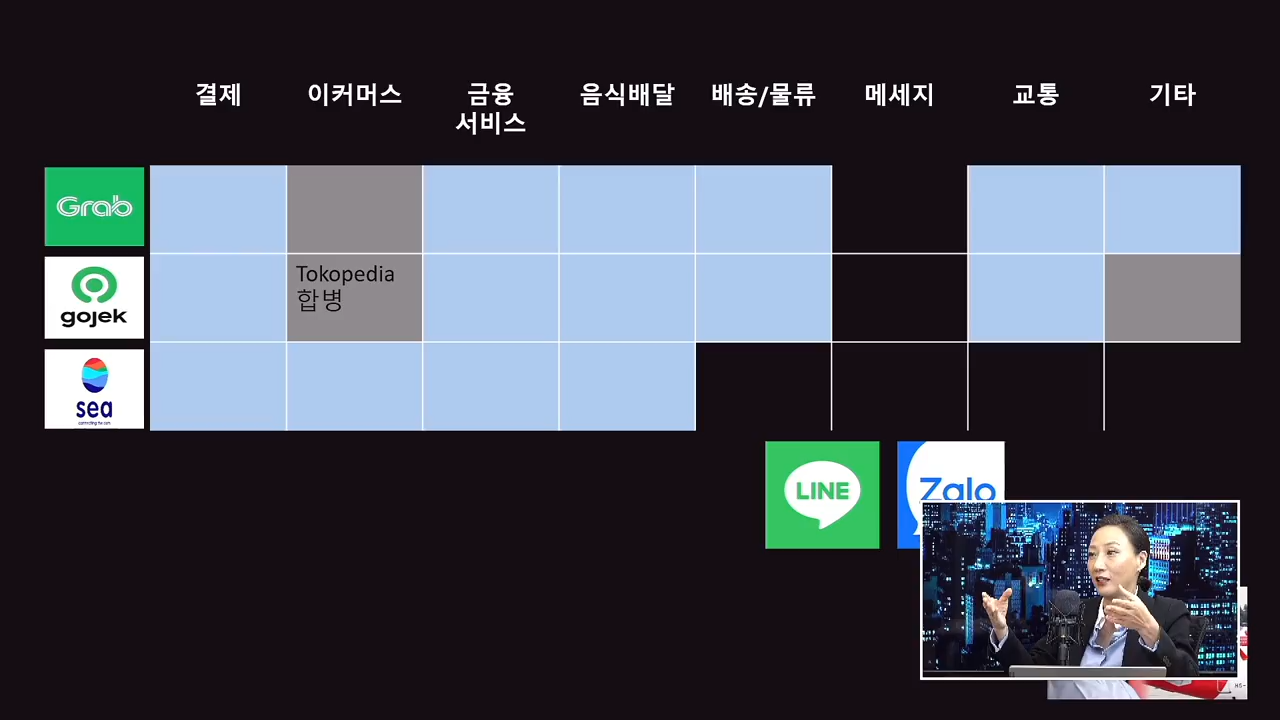 결제 이커머스 금융 음식배달 배송/물류 메세지 교통 기타
서비스
Grab
Tokopedia
합병
gojek
sea
LINE
Zalo